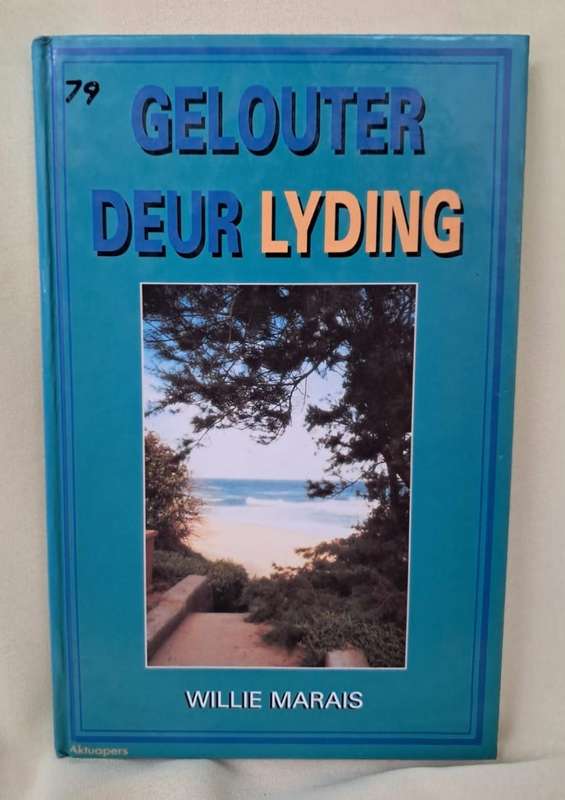 79
GELOUTER
DEUR LYDING
WILLIE MARAIS
Aktuapers